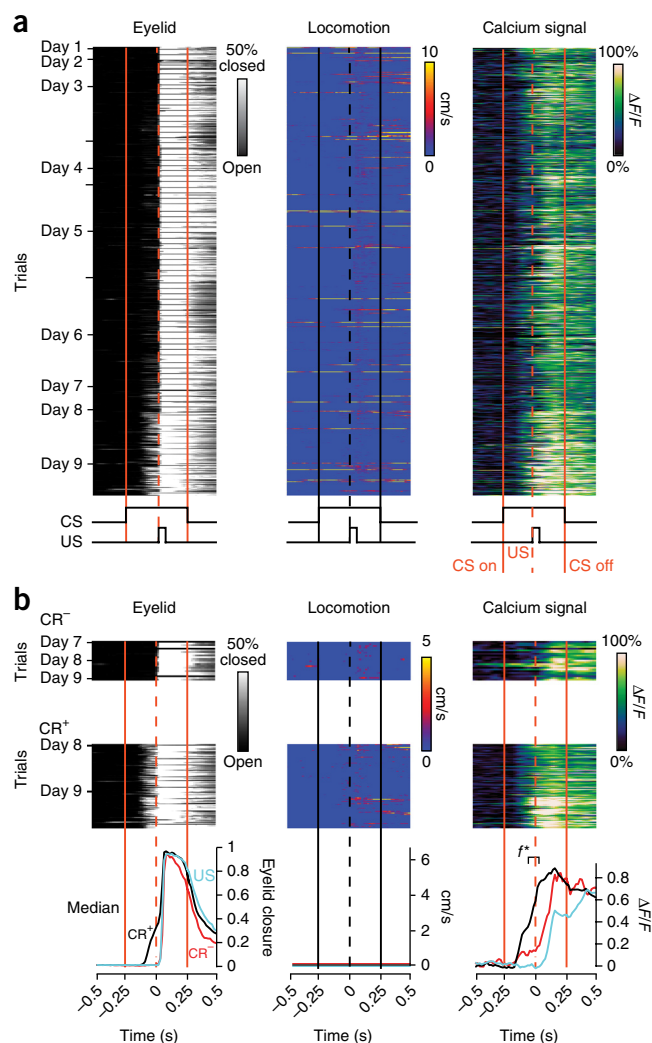 a
Eyelid
Locomotion
Calcium signal
Trials
Day 1
Day 2
Day 3
Day 4
Day 5
Day 6
Day 7
Day 8
Day 9
50% closed
Open
10
0
cm/s
100%
0%
ΔF/F
CS
US
CS on
US
CS off
b
CR–
Eyelid
Locomotion
Calcium signal
Trials
Day 7
Day 8
Day 9
CR+
Trials
Day 8
Day 9
50% closed
Open
5
0
cm/s
100%
0%
ΔF/F
Median
CR+
US
CR–
1
0.8
0.6
0.4
0.2
0
Eyelid closure
6
4
2
0
cm/s
f*
0.8
0.6
0.4
0.2
0
ΔF/F
–0.5
–0.25
0
0.25
0.5
Time (s)
–0.5
–0.25
0
0.25
0.5
Time (s)
–0.5
–0.25
0
0.25
0.5
Time (s)